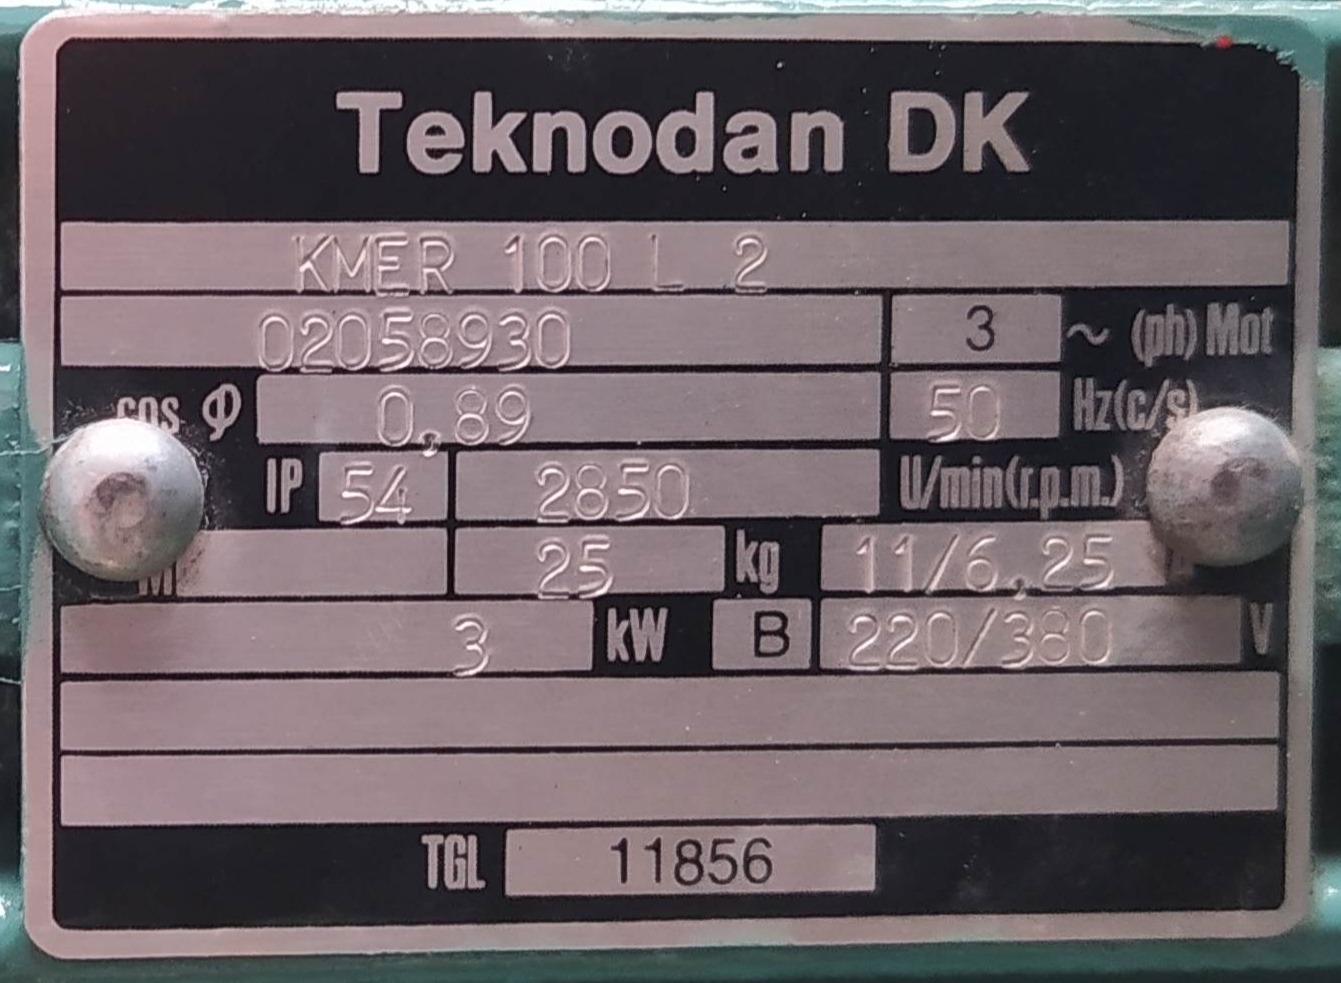 Teknodan DK
KMER 100 L 2
02058930 3 ~ (ph) Mot
cos Φ 0,89 50 Hz(c/s)
IP 54 2850 U/min(r.p.m.)
25 kg 11/6,25
3 kW B 220/380 V
TGL 11856